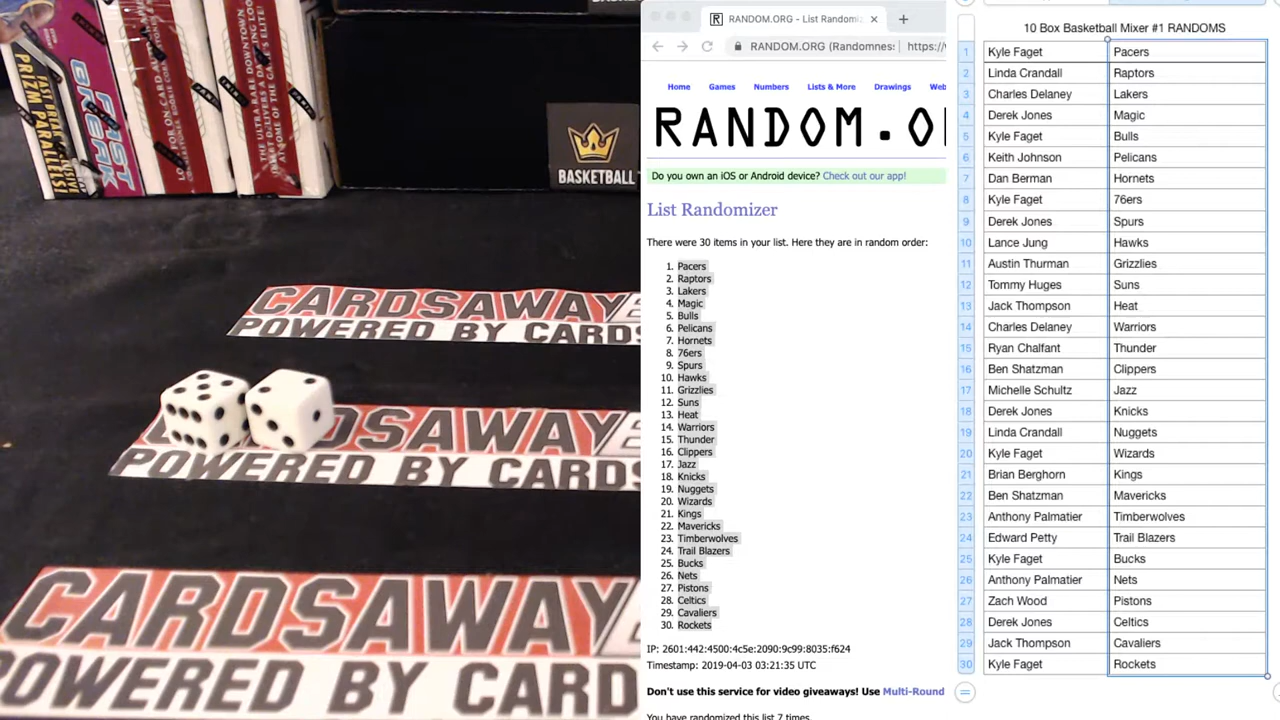 FAST BREAK PRIZM PARALLELS!
FAST
BREAK
THE ULTRA-RARE DOWNTOWN
BASKETBALL
CARDSAWAY
POWERED BY CARDS
CARDSAWAY
POWERED BY CARDS
CARDSAWAY
POWERED BY CARD
RANDOM.ORG - List Randomiz
RANDOM.ORG (Randomnes:
https://
Home Games Numbers Lists & More Drawings Web
RANDOM.O
Do you own an iOS or Android device? Check out our app!
List Randomizer
There were 30 items in your list. Here they are in random order:
1. Pacers
2. Raptors
3. Lakers
4. Magic
5. Bulls
6. Pelicans
7. Hornets
8. 76ers
9. Spurs
10. Hawks
11. Grizzlies
12. Suns
13. Heat
14. Warriors
15. Thunder
16. Clippers
17. Jazz
18. Knicks
19. Nuggets
20. Wizards
21. Kings
22. Mavericks
23. Timberwolves
24. Trail Blazers
25. Bucks
26. Nets
27. Pistons
28. Celtics
29. Cavaliers
30. Rockets
IP: 2601:442:4500:4c5e:2090:9c99:8035:f624
Timestamp: 2019-04-03 03:21:35 UTC
Don't use this service for video giveaways! Use Multi-Round
You have randomized this list 7 times.
10 Box Basketball Mixer #1 RANDOMS
1 Kyle Faget Pacers
2 Linda Crandall Raptors
3 Charles Delaney Lakers
4 Derek Jones Magic
5 Kyle Faget Bulls
6 Keith Johnson Pelicans
7 Dan Berman Hornets
8 Kyle Faget 76ers
9 Derek Jones Spurs
10 Lance Jung Hawks
11 Austin Thurman Grizzlies
12 Tommy Huges Suns
13 Jack Thompson Heat
14 Charles Delaney Warriors
15 Ryan Chalfant Thunder
16 Ben Shatzman Clippers
17 Michelle Schultz Jazz
18 Derek Jones Knicks
19 Linda Crandall Nuggets
20 Kyle Faget Wizards
21 Brian Berghorn Kings
22 Ben Shatzman Mavericks
23 Anthony Palmatier Timberwolves
24 Edward Petty Trail Blazers
25 Kyle Faget Bucks
26 Anthony Palmatier Nets
27 Zach Wood Pistons
28 Derek Jones Celtics
29 Jack Thompson Cavaliers
30 Kyle Faget Rockets